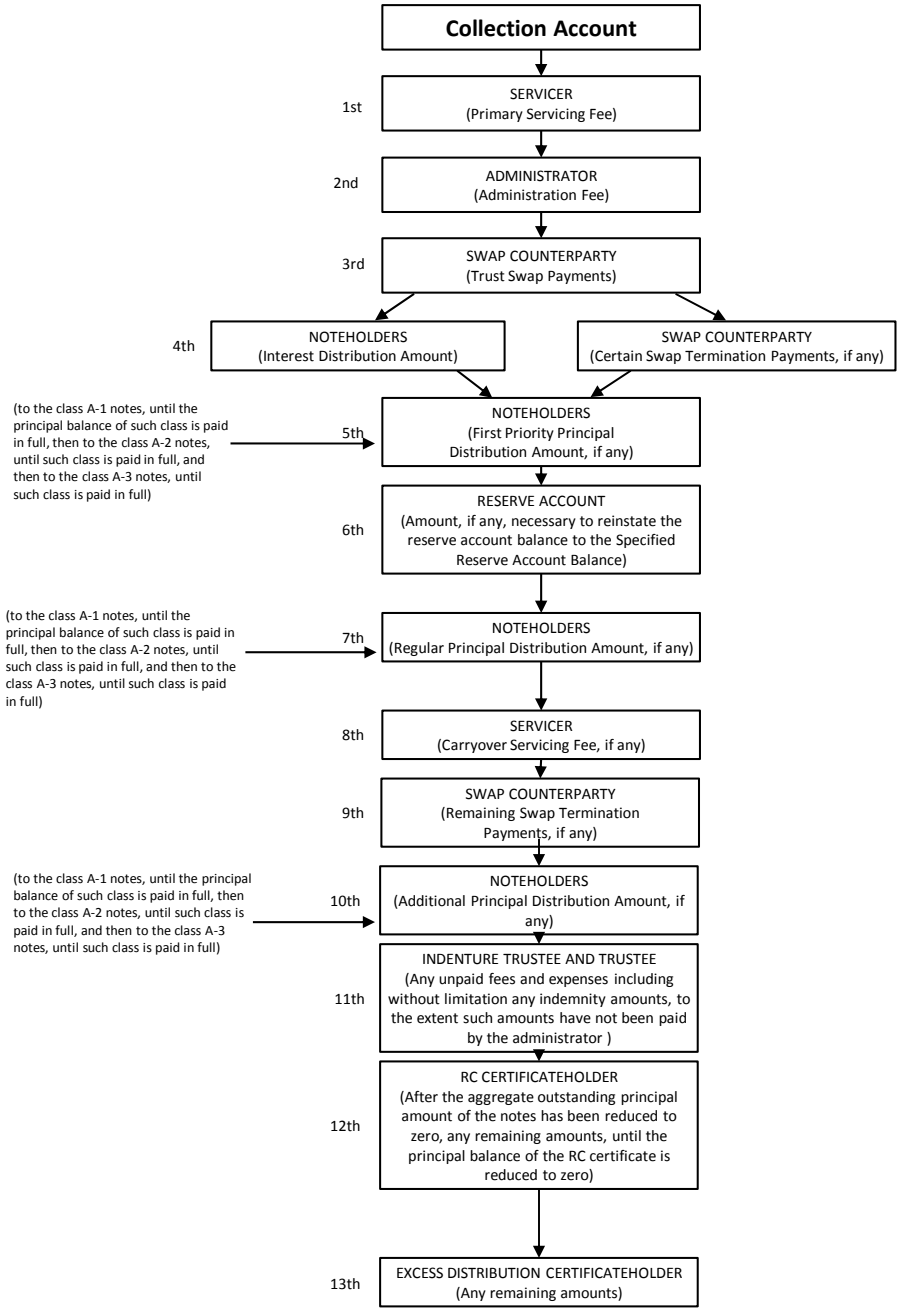 Collection Account
1st
SERVICER
(Primary Servicing Fee)
2nd
ADMINISTRATOR
(Administration Fee)
3rd
SWAP COUNTERPARTY
(Trust Swap Payments)
4th
NOTEHOLDERS
(Interest Distribution Amount)
SWAP COUNTERPARTY
(Certain Swap Termination Payments, if any)
(to the class A-1 notes, until the
principal balance of such class is paid
in full, then to the class A-2 notes,
until such class is paid in full, and
then to the class A-3 notes, until
such class is paid in full)
5th
NOTEHOLDERS
(First Priority Principal
Distribution Amount, if any)
6th
RESERVE ACCOUNT
(Amount, if any, necessary to reinstate the
reserve account balance to the Specified
Reserve Account Balance)
(to the class A-1 notes, until the
principal balance of such class is paid in
full, then to the class A-2 notes, until
such class is paid in full, and then to the
class A-3 notes, until such class is paid
in full)
7th
NOTEHOLDERS
(Regular Principal Distribution Amount, if any)
8th
SERVICER
(Carryover Servicing Fee, if any)
9th
SWAP COUNTERPARTY
(Remaining Swap Termination
Payments, if any)
(to the class A-1 notes, until the principal
balance of such class is paid in full, then
to the class A-2 notes, until such class is
paid in full, and then to the class A-3
notes, until such class is paid in full)
10th
NOTEHOLDERS
(Additional Principal Distribution Amount, if
any)
11th
INDENTURE TRUSTEE AND TRUSTEE
(Any unpaid fees and expenses including
without limitation any indemnity amounts, to
the extent such amounts have not been paid
by the administrator )
12th
RC CERTIFICATEHOLDER
(After the aggregate outstanding principal
amount of the notes has been reduced to
zero, any remaining amounts, until the
principal balance of the RC certificate is
reduced to zero)
13th
EXCESS DISTRIBUTION CERTIFICATEHOLDER
(Any remaining amounts)